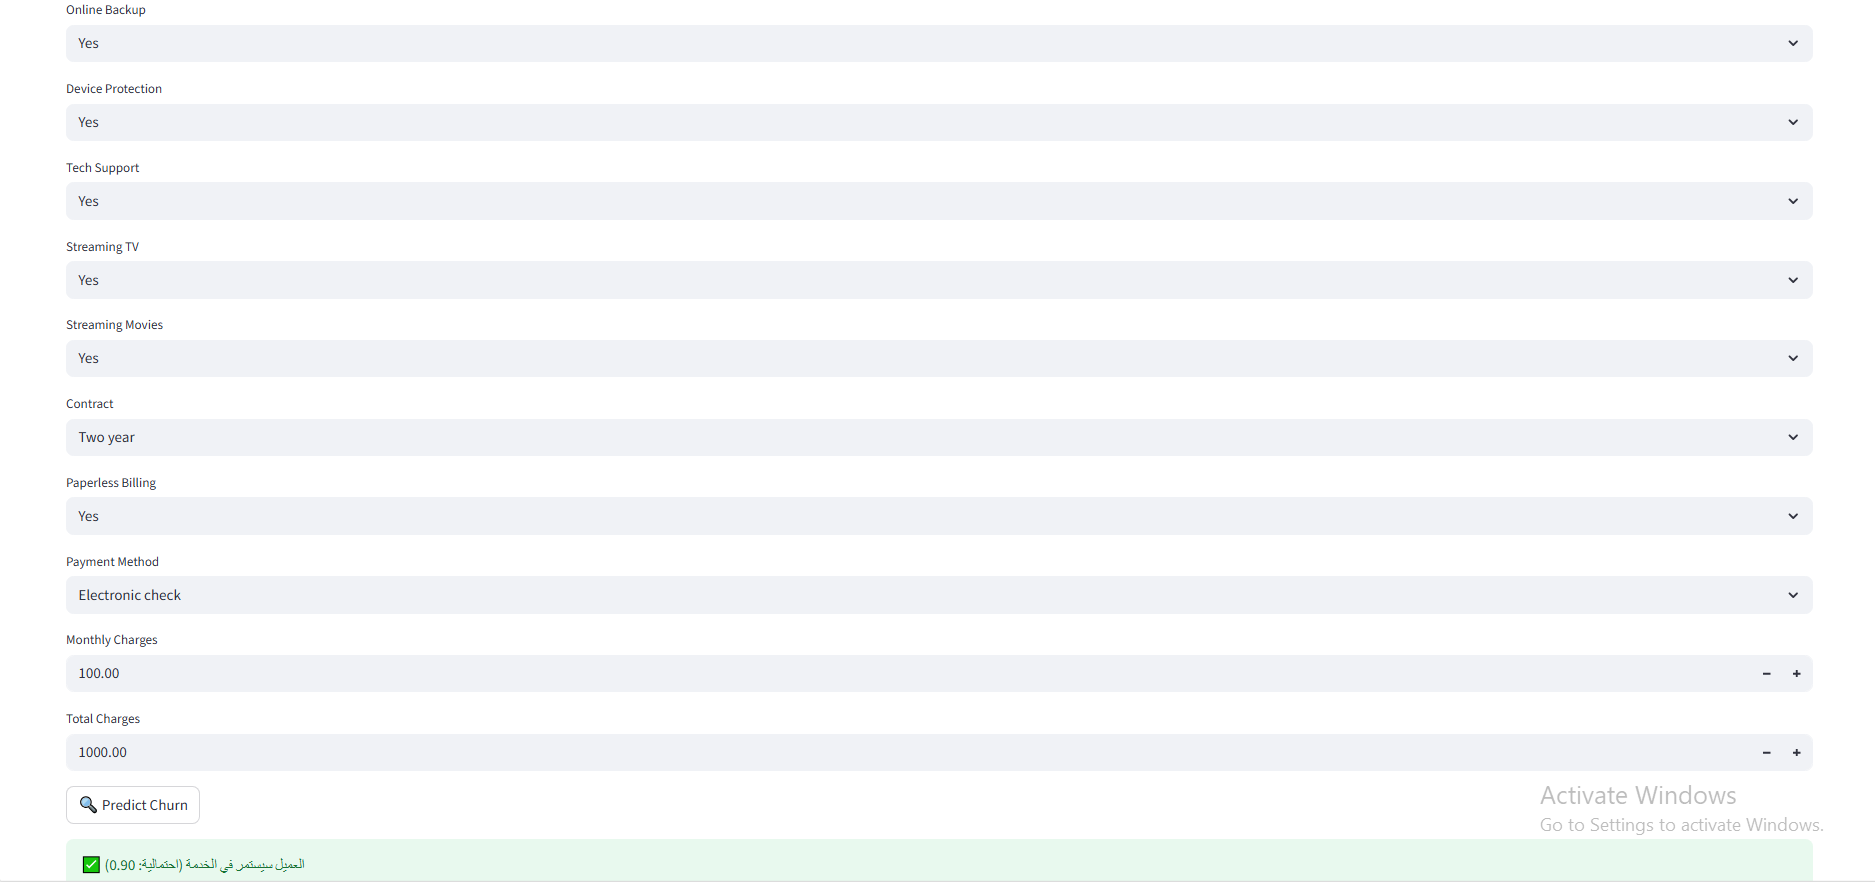 Online Backup
Yes
Device Protection
Yes
Tech Support
Yes
Streaming TV
Yes
Streaming Movies
Yes
Contract
Two year
Paperless Billing
Yes
Payment Method
Electronic check
Monthly Charges
100.00
Total Charges
1000.00
Predict Churn
Activate Windows
Go to Settings to activate Windows.
العميل سيستمر في الخدمة (احتمالية: 0.90)